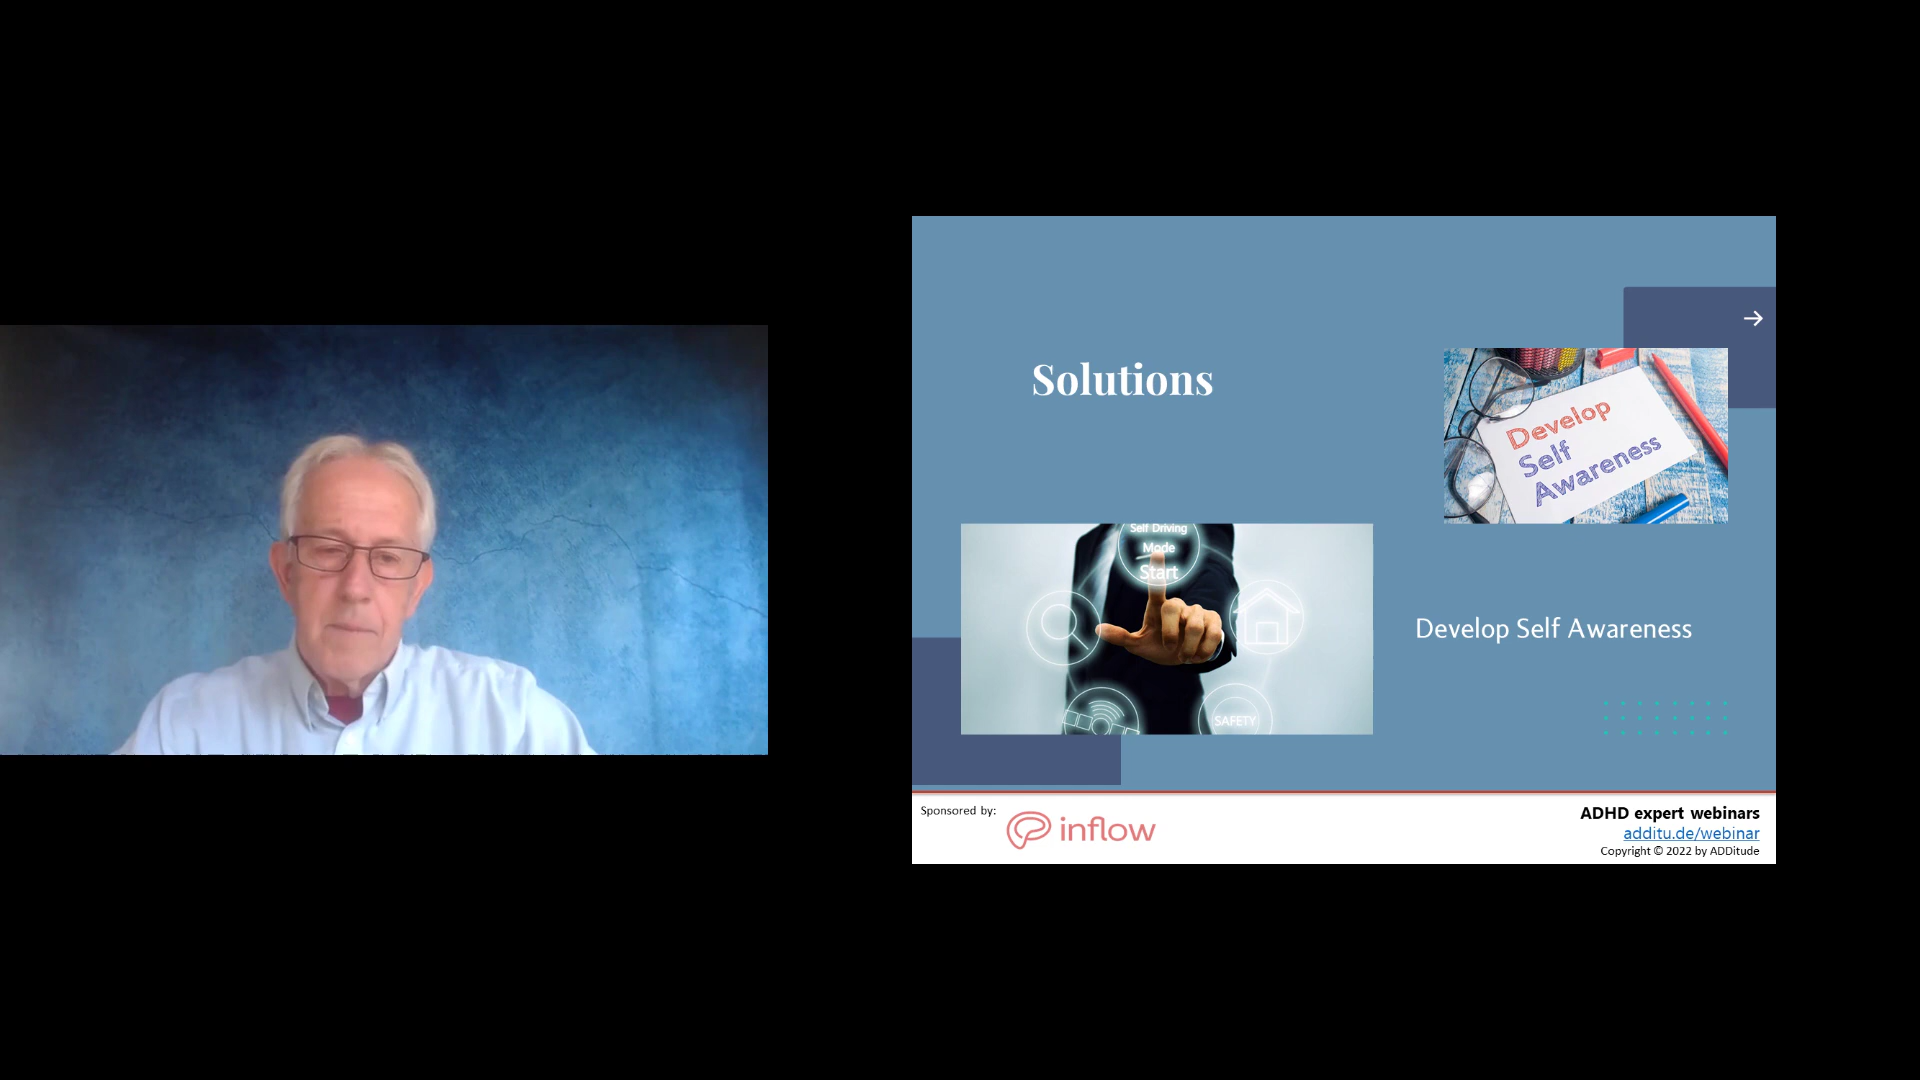 Solutions
Develop
Self
Awareness
Self Driving
Mode
Start
SAFETY
Develop Self Awareness
Sponsored by:
inflow
ADHD expert webinars
additu.de/webinar
Copyright © 2022 by ADDitude